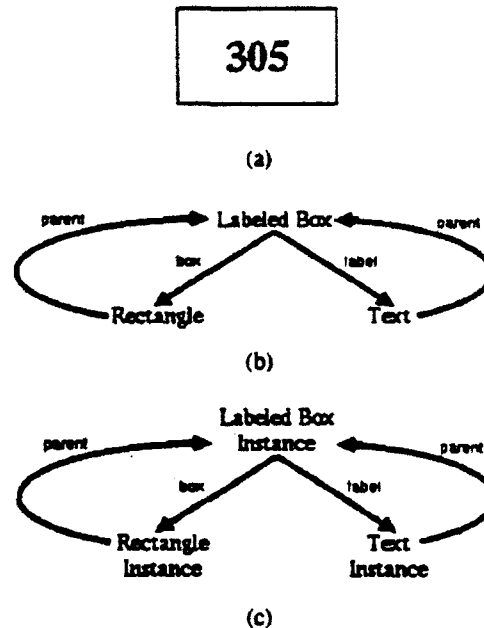 305
(a)
parent
Labeled Box
parent
box
label
Rectangle
Text
(b)
Labeled Box
Instance
parent
parent
box
label
Rectangle
Instance
Text
Instance
(c)